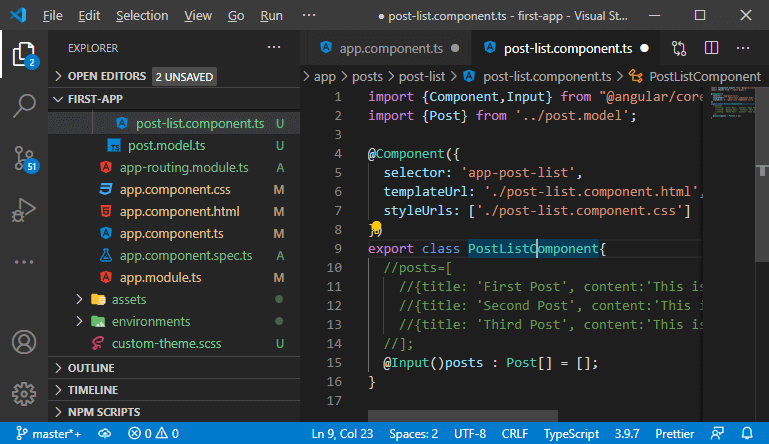 File Edit Selection View Go Run ··· ● post-list.component.ts - first-app - Visual St...
EXPLORER ···
app.component.ts ●
post-list.component.ts ●
OPEN EDITORS 2 UNSAVED
app > posts > post-list > post-list.component.ts > PostListComponent
FIRST-APP
post-list.component.ts U
post.model.ts U
app-routing.module.ts A
app.component.css M
app.component.html M
app.component.ts M
app.component.spec.ts A
app.module.ts M
assets
environments
custom-theme.scss U
OUTLINE
TIMELINE
NPM SCRIPTS
2
51
1 import {Component,Input} from "@angular/core
2 import {Post} from '../post.model';
3
4 @Component({
5 selector: 'app-post-list',
6 templateUrl: './post-list.component.html',
7 styleUrls: ['./post-list.component.css']
8 })
9 export class PostListComponent{
10 //posts=[
11 //{title: 'First Post', content:'This is
12 //{title: 'Second Post', content:'This i
13 //{title: 'Third Post', content:'This is
14 //];
15 @Input()posts : Post[] = [];
16 }
17
master*+ 0 0 Ln 9, Col 23 Spaces: 2 UTF-8 CRLF TypeScript 3.9.7 Prettier